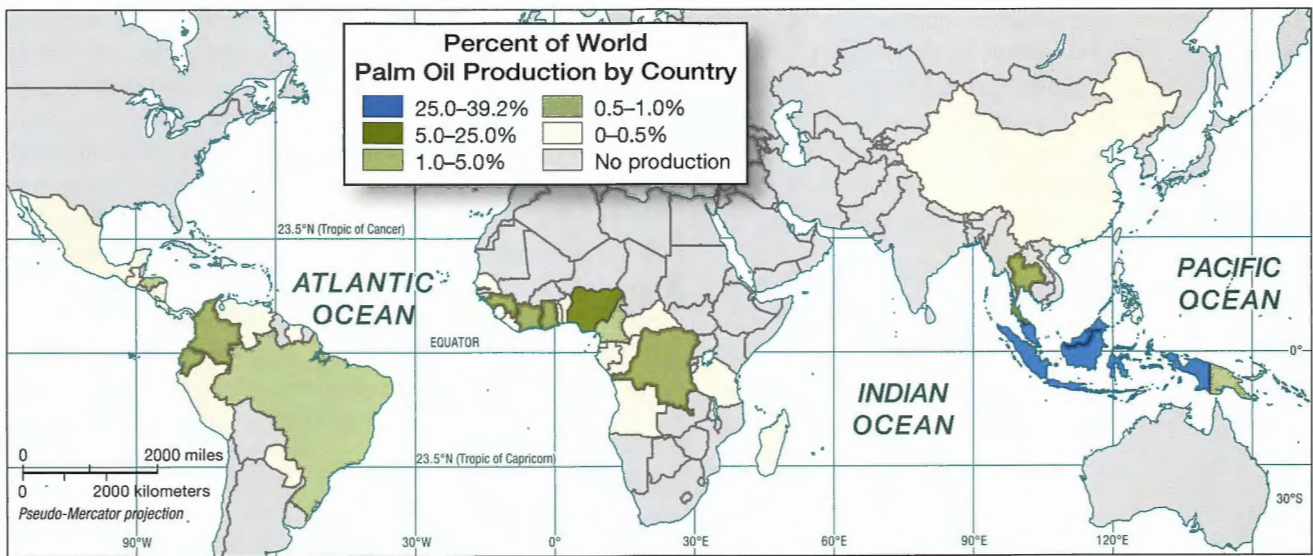 Percent of World
Palm Oil Production by Country
25.0–39.2%
5.0–25.0%
1.0–5.0%
0.5–1.0%
0–0.5%
No production
23.5°N (Tropic of Cancer)
ATLANTIC
OCEAN
PACIFIC
OCEAN
EQUATOR
0°
INDIAN
OCEAN
0 2000 miles
23.5°N (Tropic of Capricorn)
0 2000 kilometers
30°S
Pseudo-Mercator projection
90°W
30°W
0°
30°E
60°E
90°E
120°E